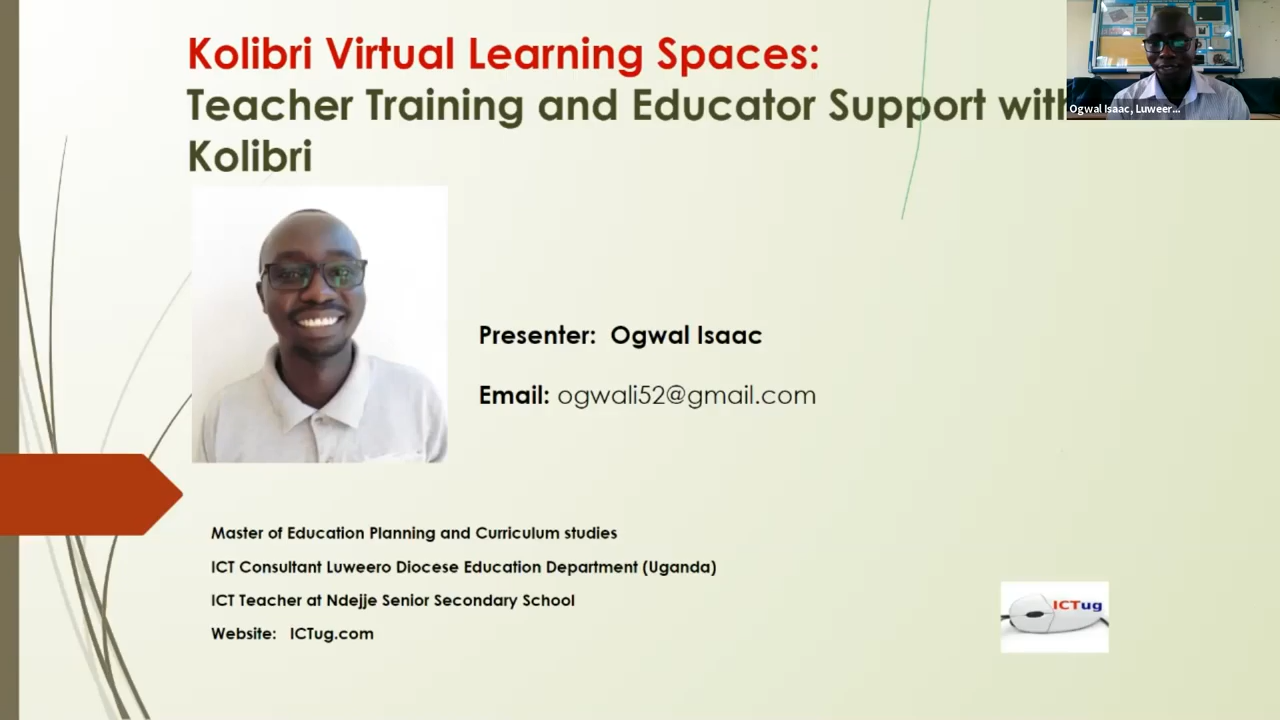 Kolibri Virtual Learning Spaces:
Teacher Training and Educator Support with
Kolibri
Ogwal Isaac, Luweer...
Presenter: Ogwal Isaac
Email: ogwali52@gmail.com
Master of Education Planning and Curriculum studies
ICT Consultant Luweero Diocese Education Department (Uganda)
ICT Teacher at Ndejje Senior Secondary School
Website: ICTug.com
ICTug